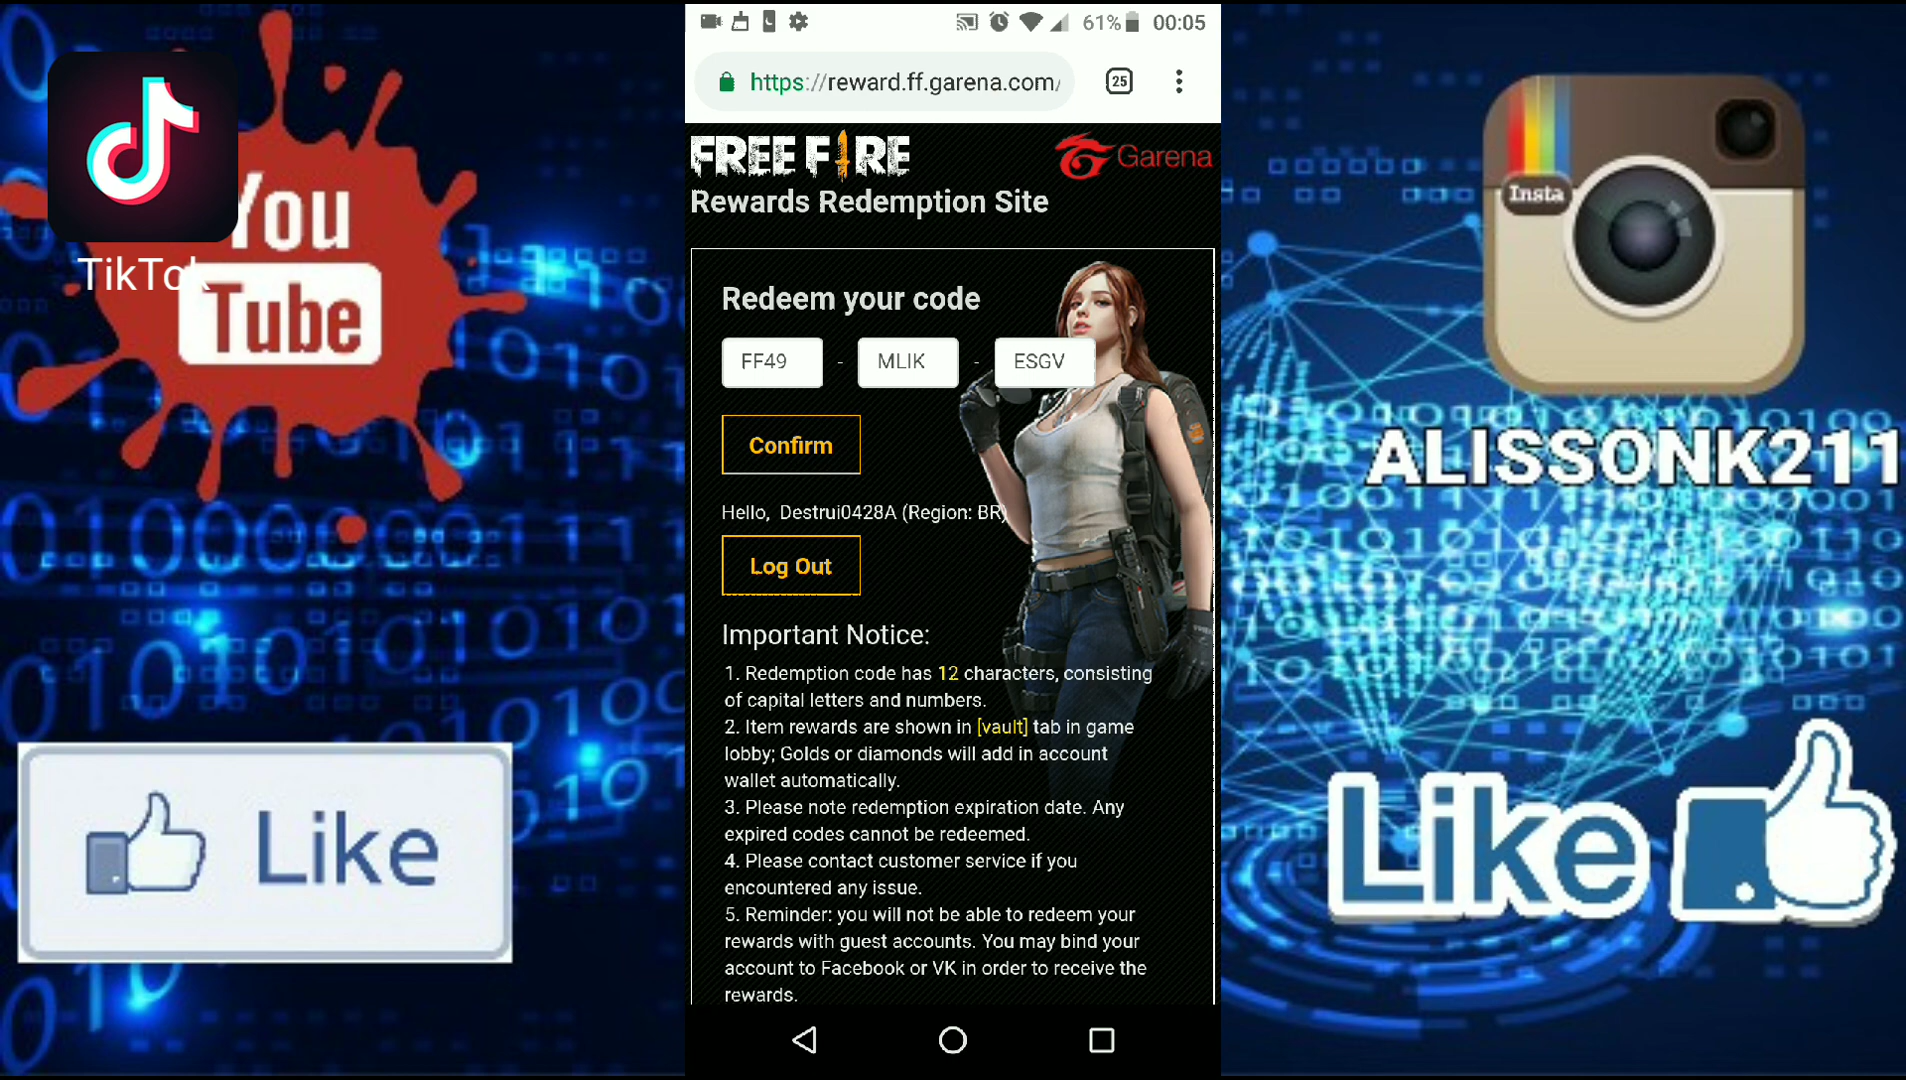 TikTok
You
Tube
Like
00:05
61%
https://reward.ff.garena.com/
25
FREE FIRE
Garena
Rewards Redemption Site
Redeem your code
FF49 - MLIK - ESGV
Confirm
Hello, Destrui0428A (Region: BR)
Log Out
Important Notice:
1. Redemption code has 12 characters, consisting
of capital letters and numbers.
2. Item rewards are shown in [vault] tab in game
lobby; Golds or diamonds will add in account
wallet automatically.
3. Please note redemption expiration date. Any
expired codes cannot be redeemed.
4. Please contact customer service if you
encountered any issue.
5. Reminder: you will not be able to redeem your
rewards with guest accounts. You may bind your
account to Facebook or VK in order to receive the
rewards.
Insta
ALISSONK211
Like